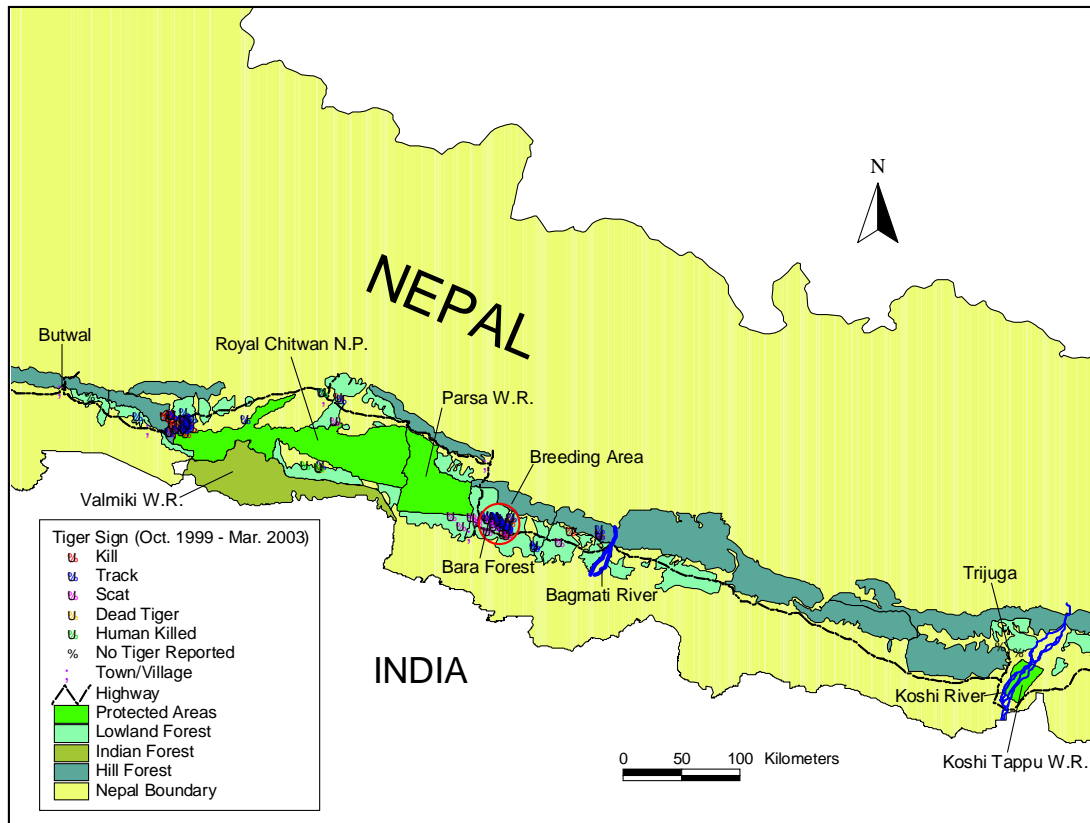 N
NEPAL
Butwal
Royal Chitwan N.P.
Parsa W.R.
Breeding Area
Valmiki W.R.
Tiger Sign (Oct. 1999 - Mar. 2003)
% Kill
% Track
% Scat
% Dead Tiger
% Human Killed
% No Tiger Reported
Town/Village
Highway
Protected Areas
Lowland Forest
Indian Forest
Hill Forest
Nepal Boundary
Bara Forest
Bagmati River
Trijuga
INDIA
Koshi River
Koshi Tappu W.R.
0 50 100 Kilometers